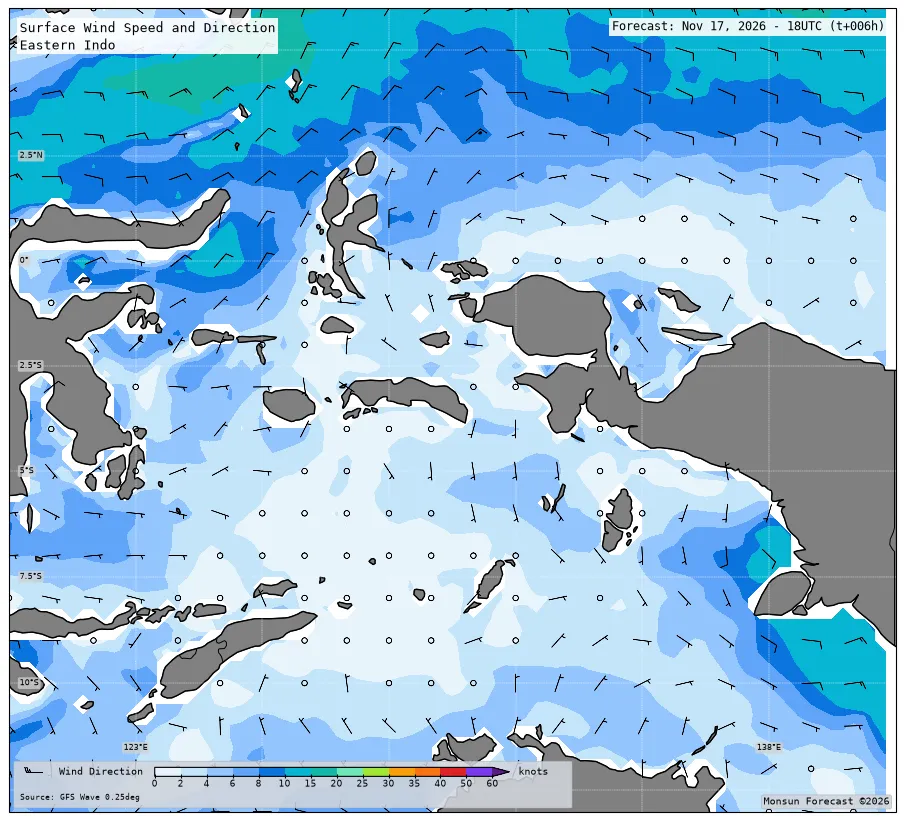 Surface Wind Speed and Direction
Eastern Indo
Forecast: Nov 17, 2026 - 18UTC (t+006h)
2.5°N
0°
2.5°S
5°S
7.5°S
10°S
123°E
138°E
Wind Direction
knots
0 2 4 6 8 10 15 20 25 30 35 40 50 60
Source: GFS Wave 0.25deg
Monsun Forecast ©2026